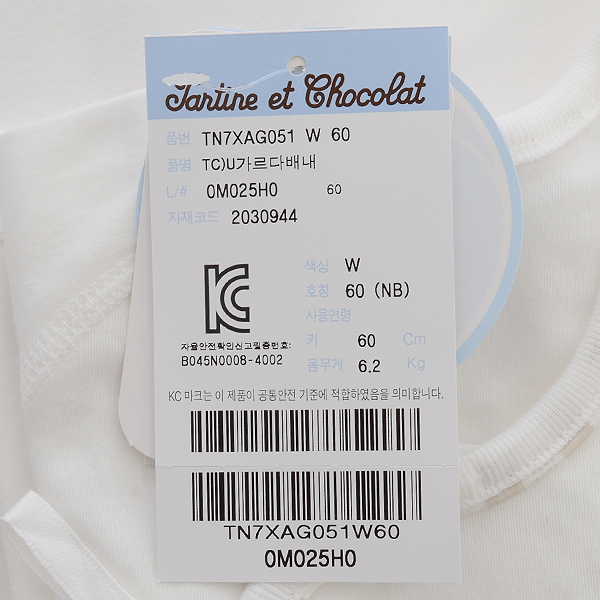 Tartine et Chocolat
품번 TN7XAG051 W 60
품명 TC)U가르다배내
L/# 0M025H0 60
자재코드 2030944
색상 W
호칭 60 (NB)
사용연령
키 60 Cm
몸무게 6.2 Kg
자율안전확인신고필증번호:
B045N0008-4002
KC 마크는 이 제품이 공통안전 기준에 적합하였음을 의미합니다.
TN7XAG051W60
0M025H0